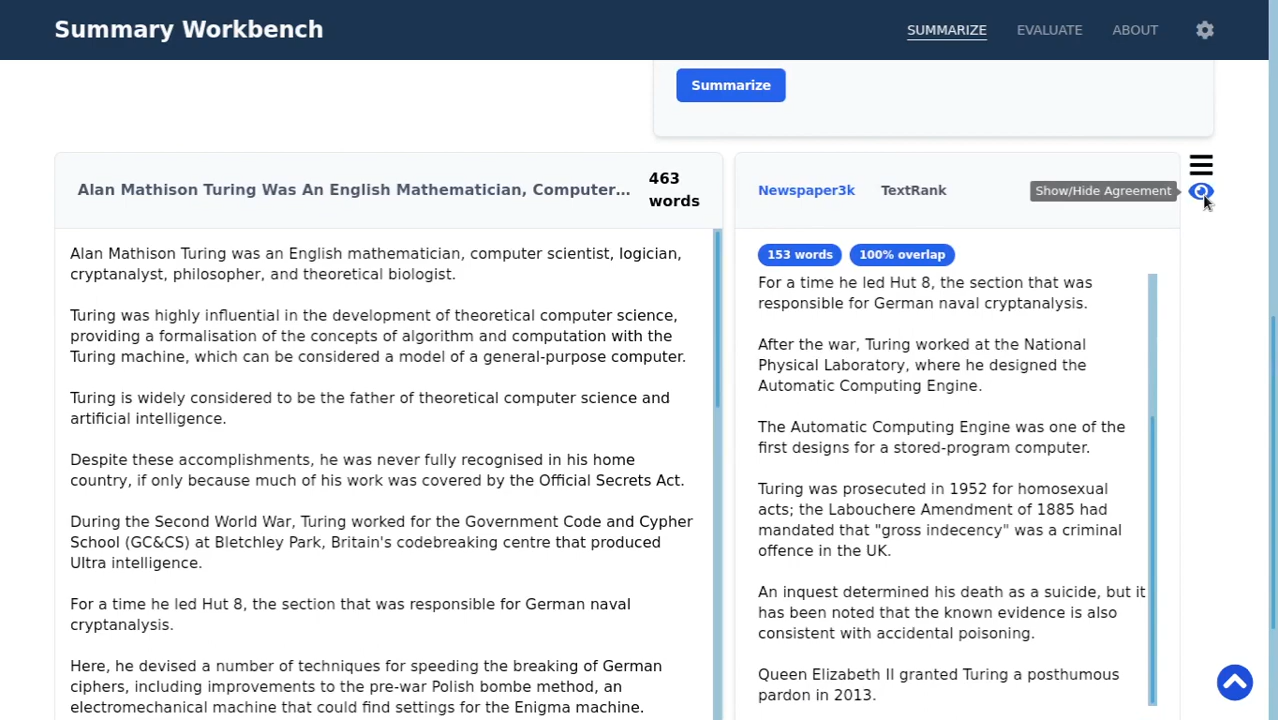 Summary Workbench
SUMMARIZE
EVALUATE
ABOUT
Summarize
Alan Mathison Turing Was An English Mathematician, Computer...
463
words
Alan Mathison Turing was an English mathematician, computer scientist, logician,
cryptanalyst, philosopher, and theoretical biologist.
Turing was highly influential in the development of theoretical computer science,
providing a formalisation of the concepts of algorithm and computation with the
Turing machine, which can be considered a model of a general-purpose computer.
Turing is widely considered to be the father of theoretical computer science and
artificial intelligence.
Despite these accomplishments, he was never fully recognised in his home
country, if only because much of his work was covered by the Official Secrets Act.
During the Second World War, Turing worked for the Government Code and Cypher
School (GC&CS) at Bletchley Park, Britain's codebreaking centre that produced
Ultra intelligence.
For a time he led Hut 8, the section that was responsible for German naval
cryptanalysis.
Here, he devised a number of techniques for speeding the breaking of German
ciphers, including improvements to the pre-war Polish bombe method, an
electromechanical machine that could find settings for the Enigma machine.
Newspaper3k
TextRank
Show/Hide Agreement
153 words
100% overlap
For a time he led Hut 8, the section that was
responsible for German naval cryptanalysis.
After the war, Turing worked at the National
Physical Laboratory, where he designed the
Automatic Computing Engine.
The Automatic Computing Engine was one of the
first designs for a stored-program computer.
Turing was prosecuted in 1952 for homosexual
acts; the Labouchere Amendment of 1885 had
mandated that "gross indecency" was a criminal
offence in the UK.
An inquest determined his death as a suicide, but it
has been noted that the known evidence is also
consistent with accidental poisoning.
Queen Elizabeth II granted Turing a posthumous
pardon in 2013.